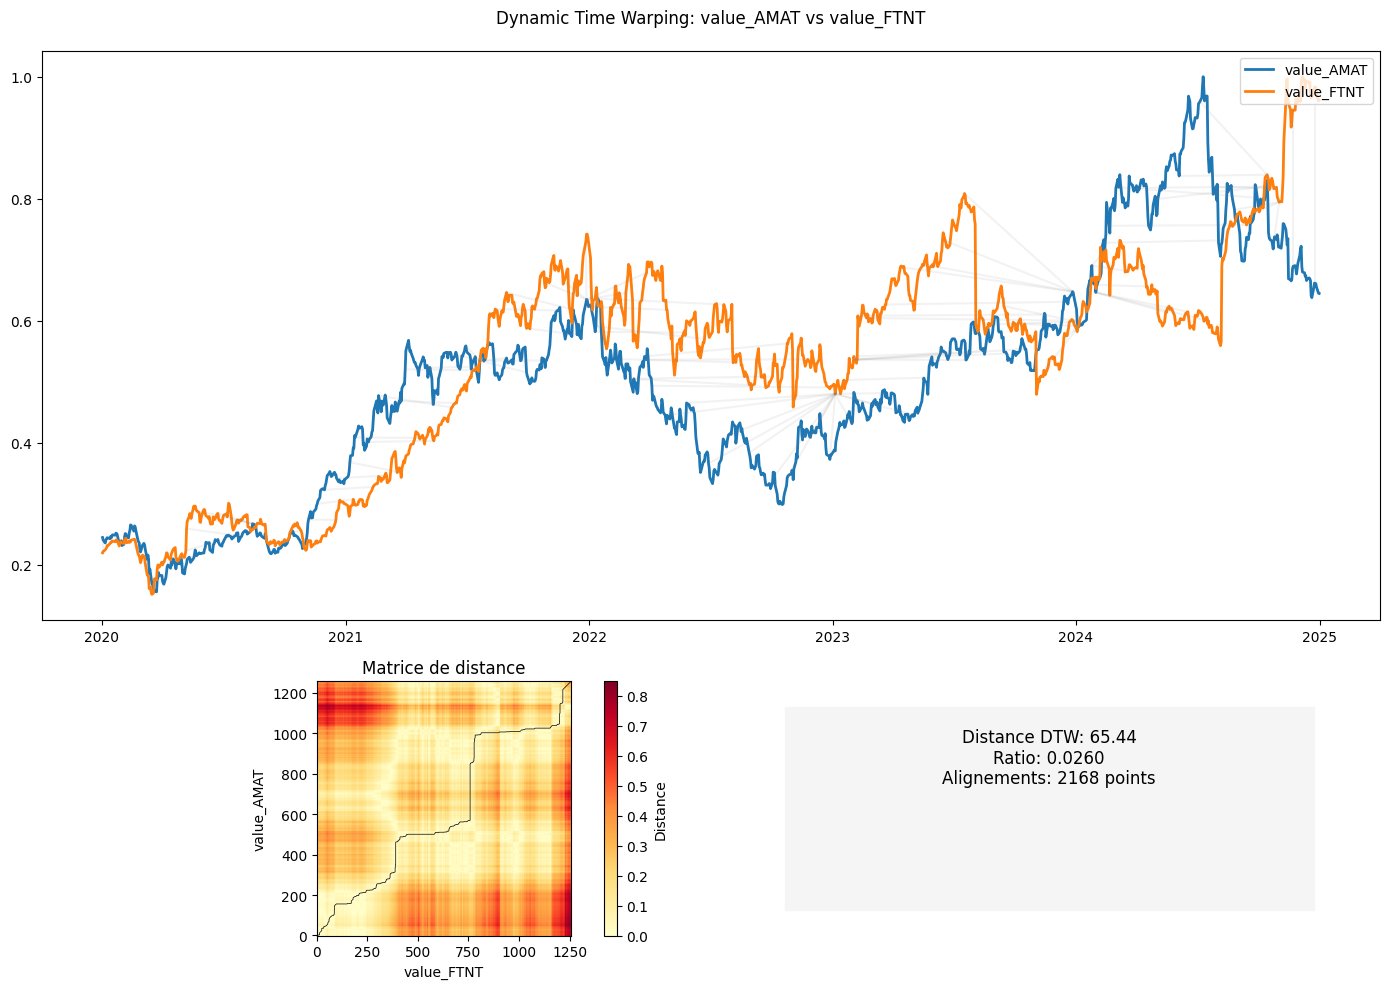 Dynamic Time Warping: value_AMAT vs value_FTNT
value_AMAT
value_FTNT
1.0
0.8
0.6
0.4
0.2
2020 2021 2022 2023 2024 2025
Matrice de distance
value_AMAT
1200
1000
800
600
400
200
0
0 250 500 750 1000 1250
value_FTNT
0.8
0.7
0.6
0.5
0.4
0.3
0.2
0.1
0.0
Distance
Distance DTW: 65.44
Ratio: 0.0260
Alignements: 2168 points